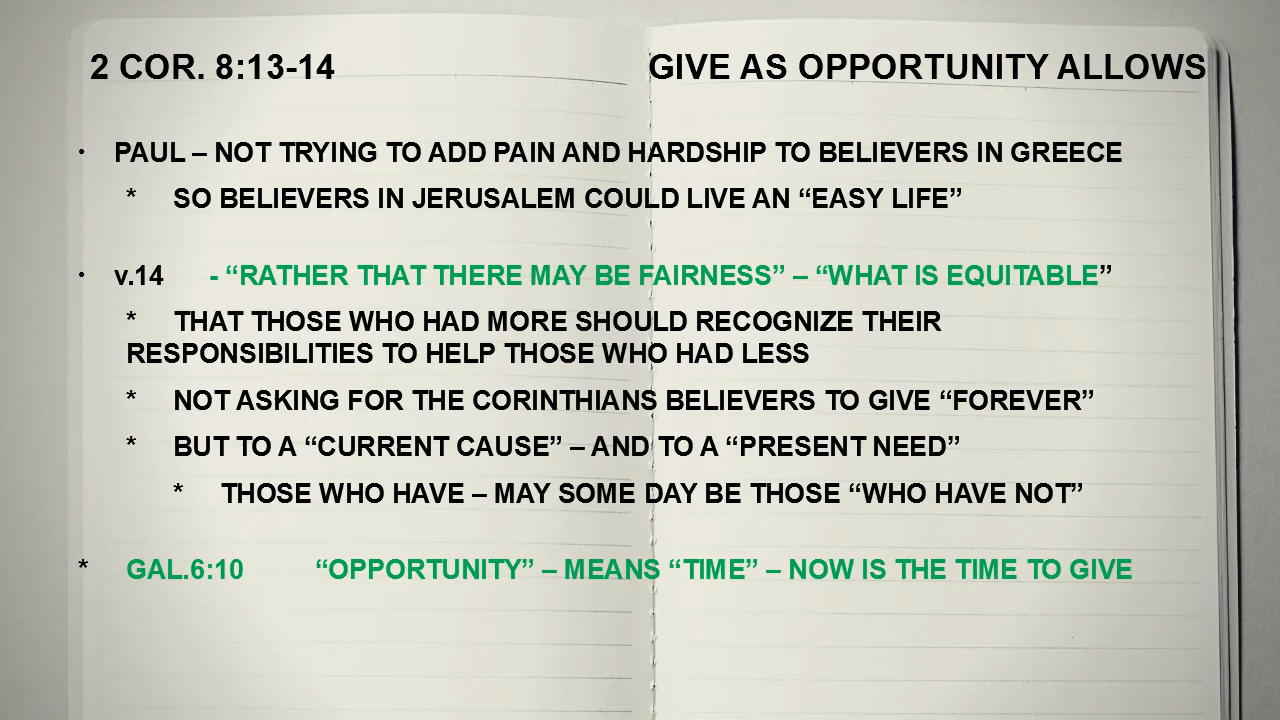 2 COR. 8:13-14 GIVE AS OPPORTUNITY ALLOWS
• PAUL – NOT TRYING TO ADD PAIN AND HARDSHIP TO BELIEVERS IN GREECE
* SO BELIEVERS IN JERUSALEM COULD LIVE AN “EASY LIFE”
• v.14 - “RATHER THAT THERE MAY BE FAIRNESS” – “WHAT IS EQUITABLE”
* THAT THOSE WHO HAD MORE SHOULD RECOGNIZE THEIR
RESPONSIBILITIES TO HELP THOSE WHO HAD LESS
* NOT ASKING FOR THE CORINTHIANS BELIEVERS TO GIVE “FOREVER”
* BUT TO A “CURRENT CAUSE” – AND TO A “PRESENT NEED”
* THOSE WHO HAVE – MAY SOME DAY BE THOSE “WHO HAVE NOT”
* GAL.6:10 “OPPORTUNITY” – MEANS “TIME” – NOW IS THE TIME TO GIVE